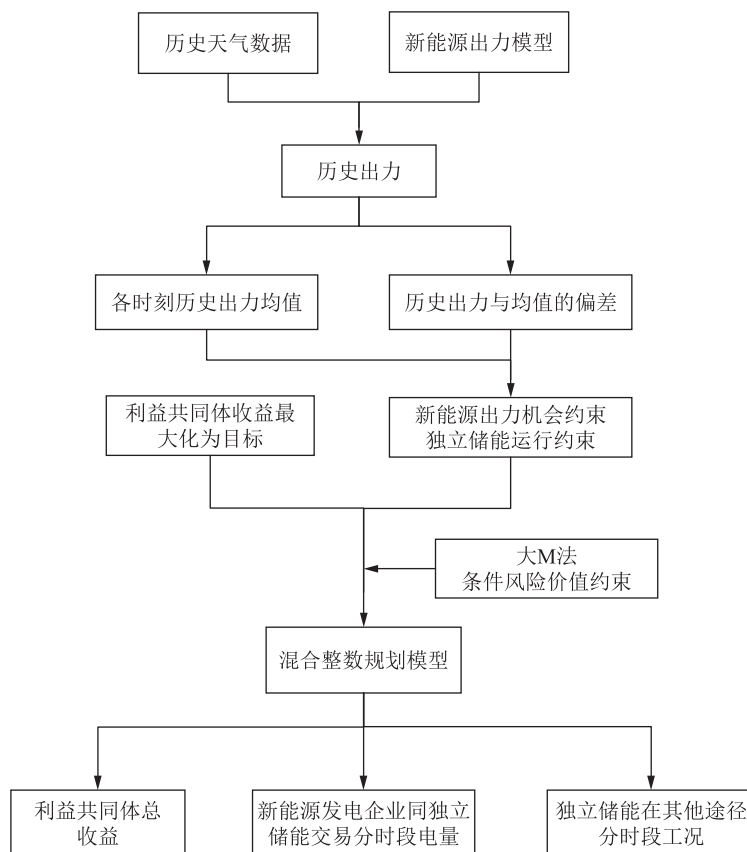 历史天气数据
新能源出力模型
历史出力
各时刻历史出力均值
历史出力与均值的偏差
利益共同体收益最
大化为目标
新能源出力机会约束
独立储能运行约束
大M法
条件风险价值约束
混合整数规划模型
利益共同体总
收益
新能源发电企业同独立
储能交易分时段电量
独立储能在其他途径
分时段工况